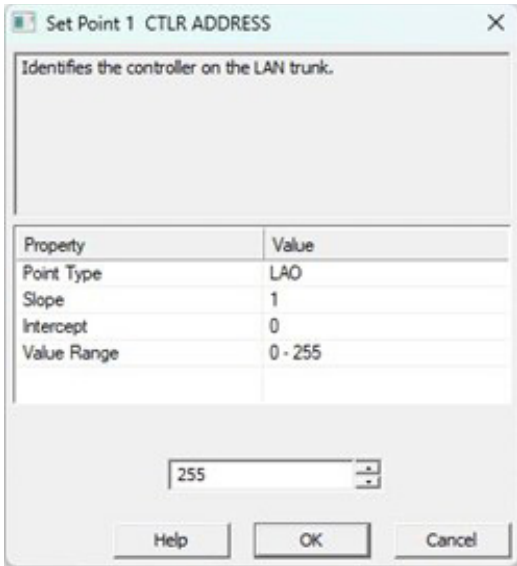 Set Point 1 CTLR ADDRESS
Identifies the controller on the LAN trunk.
Property Value
Point Type LAO
Slope 1
Intercept 0
Value Range 0 - 255
255
Help OK Cancel